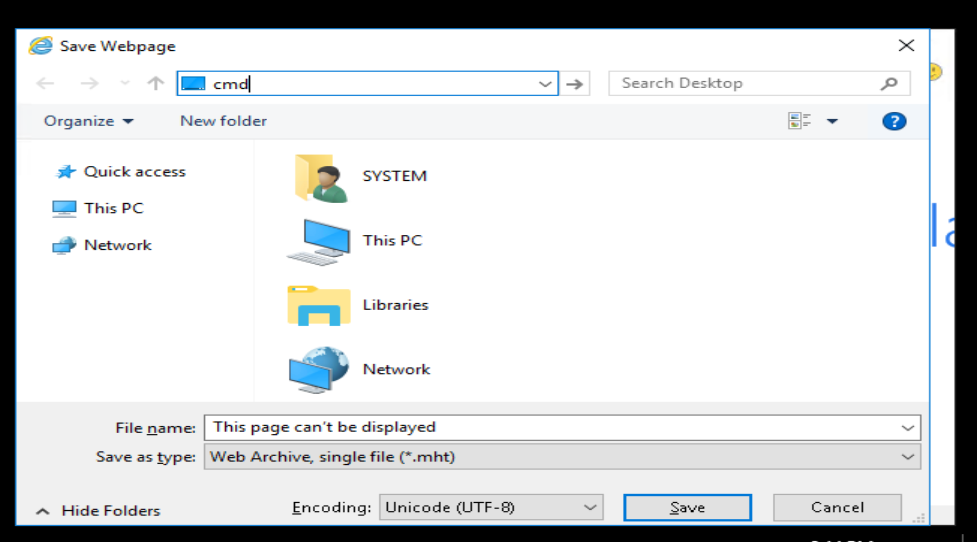 Save Webpage
cmd
Search Desktop
Organize
New folder
Quick access
SYSTEM
This PC
This PC
Network
Libraries
Network
File name: This page can't be displayed
Save as type: Web Archive, single file (*.mht)
Hide Folders
Encoding: Unicode (UTF-8)
Save
Cancel